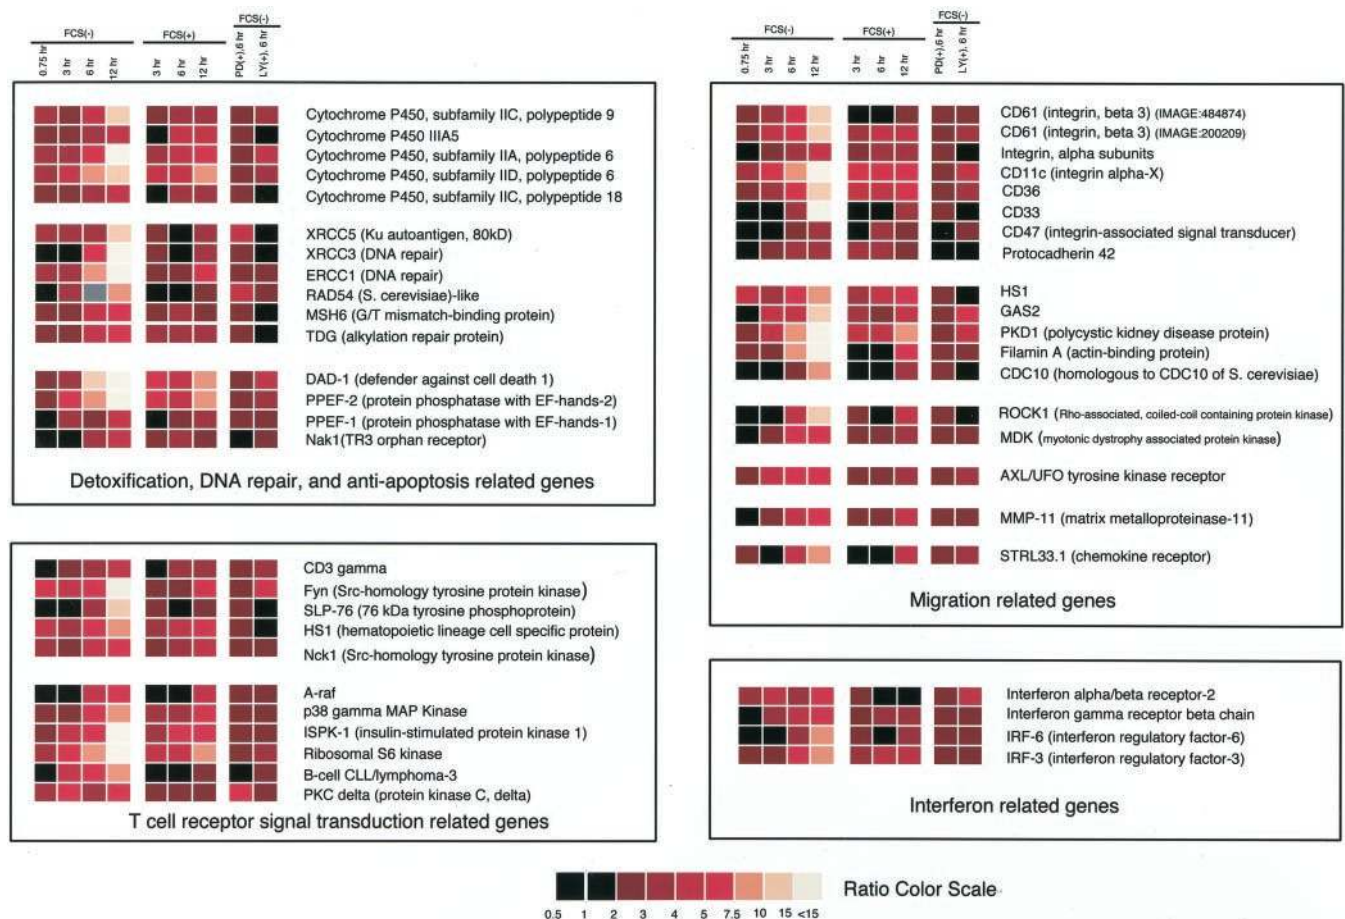 FCS(-)
FCS(+)
FCS(-)
0.75 hr
3 hr
6 hr
12 hr
3 hr
6 hr
12 hr
PD(+),6 hr
LY(+), 6 hr
Cytochrome P450, subfamily IIC, polypeptide 9
Cytochrome P450 IIIA5
Cytochrome P450, subfamily IIA, polypeptide 6
Cytochrome P450, subfamily IID, polypeptide 6
Cytochrome P450, subfamily IIC, polypeptide 18
XRCC5 (Ku autoantigen, 80kD)
XRCC3 (DNA repair)
ERCC1 (DNA repair)
RAD54 (S. cerevisiae)-like
MSH6 (G/T mismatch-binding protein)
TDG (alkylation repair protein)
DAD-1 (defender against cell death 1)
PPEF-2 (protein phosphatase with EF-hands-2)
PPEF-1 (protein phosphatase with EF-hands-1)
Nak1(TR3 orphan receptor)
Detoxification, DNA repair, and anti-apoptosis related genes
CD3 gamma
Fyn (Src-homology tyrosine protein kinase)
SLP-76 (76 kDa tyrosine phosphoprotein)
HS1 (hematopoietic lineage cell specific protein)
Nck1 (Src-homology tyrosine protein kinase)
A-raf
p38 gamma MAP Kinase
ISPK-1 (insulin-stimulated protein kinase 1)
Ribosomal S6 kinase
B-cell CLL/lymphoma-3
PKC delta (protein kinase C, delta)
T cell receptor signal transduction related genes
FCS(-)
FCS(+)
FCS(-)
0.75 hr
3 hr
6 hr
12 hr
3 hr
6 hr
12 hr
PD(+),6 hr
LY(+), 6 hr
CD61 (integrin, beta 3) (IMAGE:484874)
CD61 (integrin, beta 3) (IMAGE:200209)
Integrin, alpha subunits
CD11c (integrin alpha-X)
CD36
CD33
CD47 (integrin-associated signal transducer)
Protocadherin 42
HS1
GAS2
PKD1 (polycystic kidney disease protein)
Filamin A (actin-binding protein)
CDC10 (homologous to CDC10 of S. cerevisiae)
ROCK1 (Rho-associated, coiled-coil containing protein kinase)
MDK (myotonic dystrophy associated protein kinase)
AXL/UFO tyrosine kinase receptor
MMP-11 (matrix metalloproteinase-11)
STRL33.1 (chemokine receptor)
Migration related genes
Interferon alpha/beta receptor-2
Interferon gamma receptor beta chain
IRF-6 (interferon regulatory factor-6)
IRF-3 (interferon regulatory factor-3)
Interferon related genes
Ratio Color Scale
0.5 1 2 3 4 5 7.5 10 15 <15